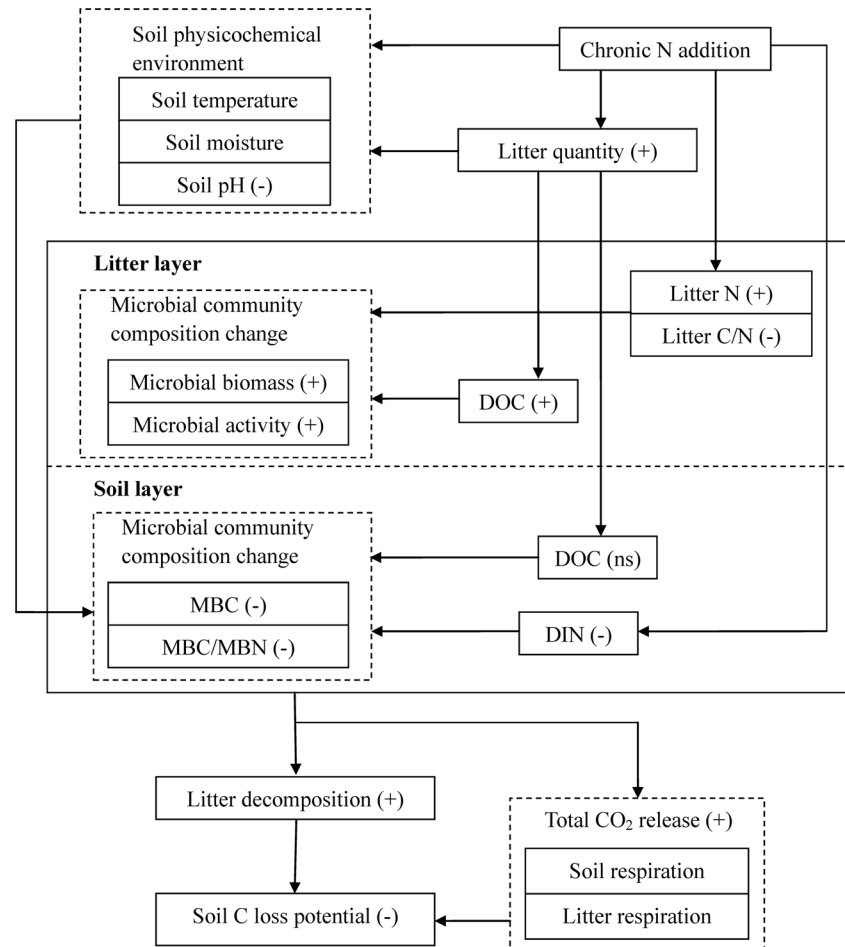 Soil physicochemical
environment
Soil temperature
Soil moisture
Soil pH (-)
Chronic N addition
Litter quantity (+)
Litter layer
Litter N (+)
Litter C/N (-)
Microbial community
composition change
Microbial biomass (+)
Microbial activity (+)
DOC (+)
Soil layer
Microbial community
composition change
MBC (-)
MBC/MBN (-)
DOC (ns)
DIN (-)
Litter decomposition (+)
Total CO₂ release (+)
Soil respiration
Litter respiration
Soil C loss potential (-)